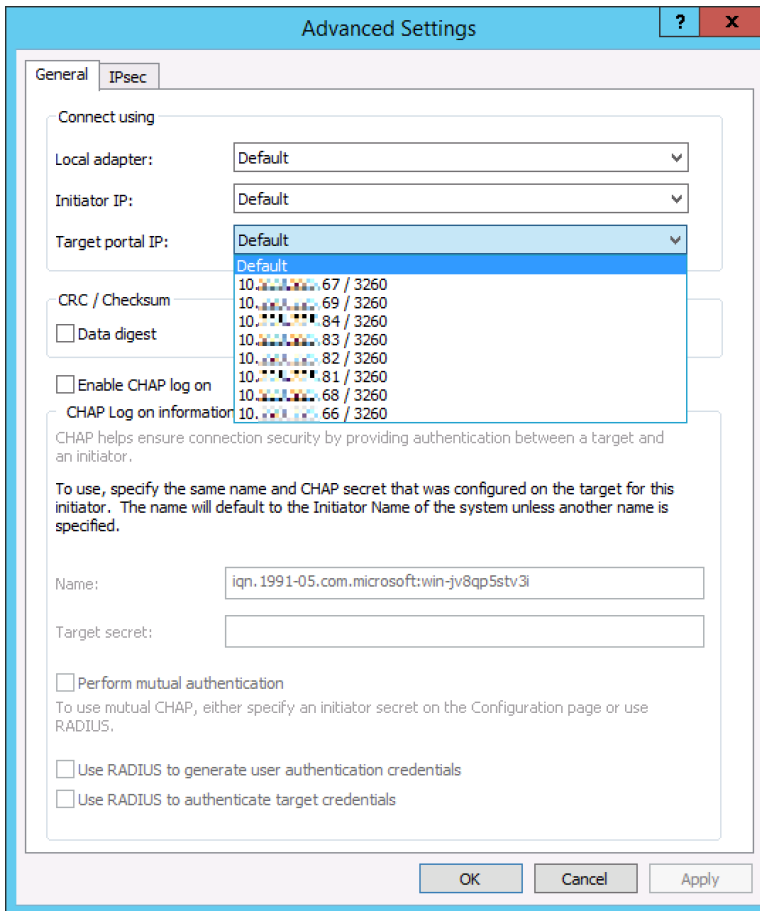 Advanced Settings
?
x
General
IPsec
Connect using
Local adapter:
Default
Initiator IP:
Default
Target portal IP:
Default
Default
10. 67 / 3260
10. 69 / 3260
10. 84 / 3260
10. 83 / 3260
10. 82 / 3260
10. 81 / 3260
10. 68 / 3260
10. 66 / 3260
CRC / Checksum
Data digest
Enable CHAP log on
CHAP Log on information
CHAP helps ensure connection security by providing authentication between a target and
an initiator.
To use, specify the same name and CHAP secret that was configured on the target for this
initiator. The name will default to the Initiator Name of the system unless another name is
specified.
Name:
iqn.1991-05.com.microsoft:win-jv8qp5stv3i
Target secret:
Perform mutual authentication
To use mutual CHAP, either specify an initiator secret on the Configuration page or use
RADIUS.
Use RADIUS to generate user authentication credentials
Use RADIUS to authenticate target credentials
OK
Cancel
Apply